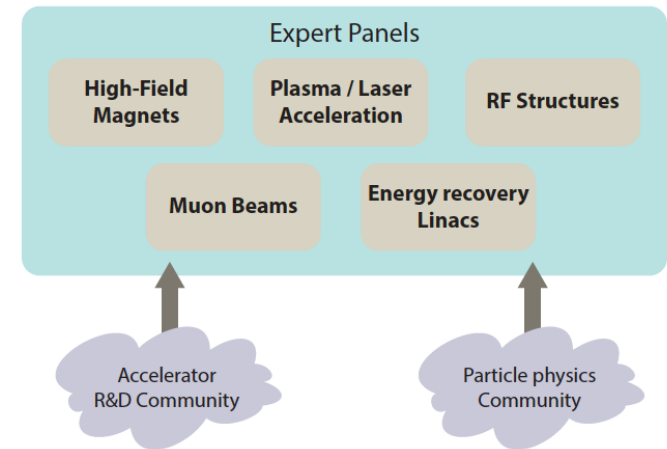 Expert Panels
High-Field
Magnets
Plasma / Laser
Acceleration
RF Structures
Muon Beams
Energy recovery
Linacs
Accelerator
R&D Community
Particle physics
Community